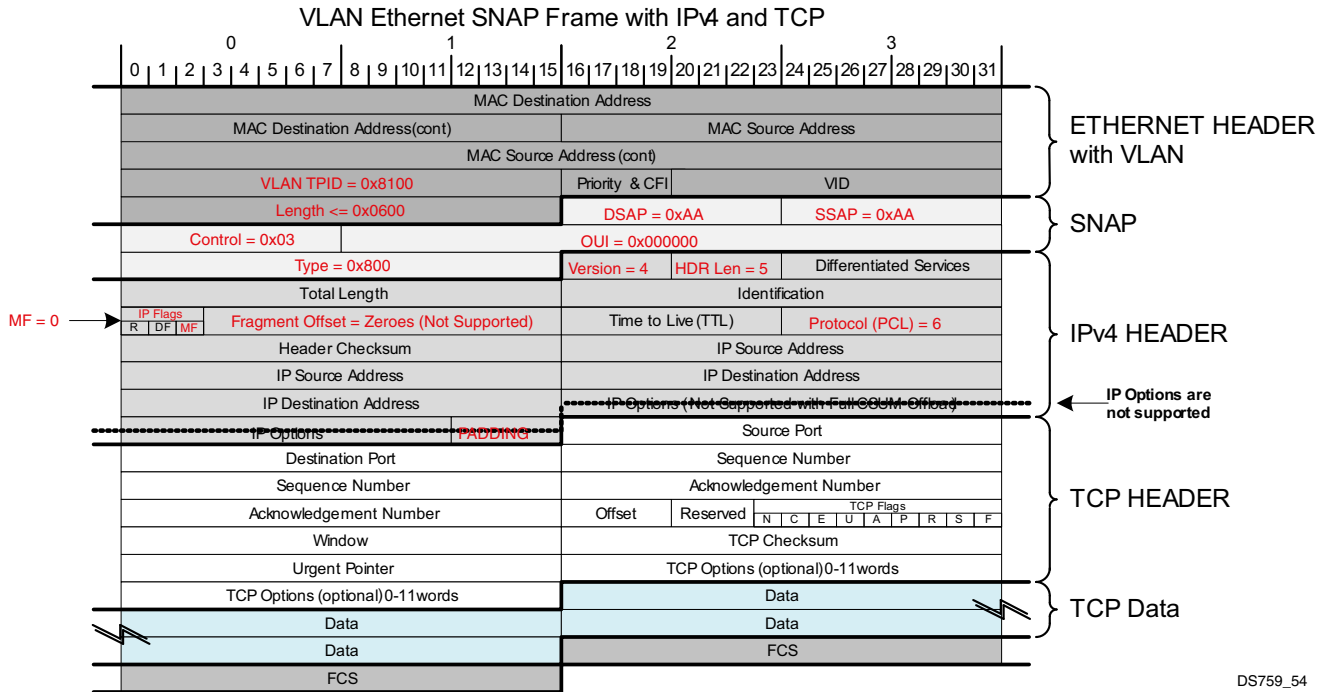 VLAN Ethernet SNAP Frame with IPv4 and TCP
0 1 2 3
0 1 2 3 4 5 6 7 8 9 10 11 12 13 14 15 16 17 18 19 20 21 22 23 24 25 26 27 28 29 30 31
MAC Destination Address
MAC Destination Address(cont) MAC Source Address
MAC Source Address (cont)
VLAN TPID = 0x8100 Priority & CFI VID
ETHERNET HEADER
with VLAN
Length <= 0x0600 DSAP = 0xAA SSAP = 0xAA
SNAP
Control = 0x03 OUI = 0x000000
Type = 0x800 Version = 4 HDR Len = 5 Differentiated Services
Total Length Identification
MF = 0 IP Flags R DF MF Fragment Offset = Zeroes (Not Supported) Time to Live (TTL) Protocol (PCL) = 6
IPv4 HEADER
Header Checksum IP Source Address
IP Source Address IP Destination Address
IP Destination Address IP Options (Not Supported with Full CSUM Offload)
IP Options are
not supported
IP Options PADDING Source Port
Destination Port Sequence Number
Sequence Number Acknowledgement Number
TCP HEADER
Acknowledgement Number Offset Reserved TCP Flags N C E U A P R S F
Window TCP Checksum
Urgent Pointer TCP Options (optional) 0-11words
TCP Options (optional) 0-11words Data
TCP Data
Data Data
Data FCS
FCS
DS759_54